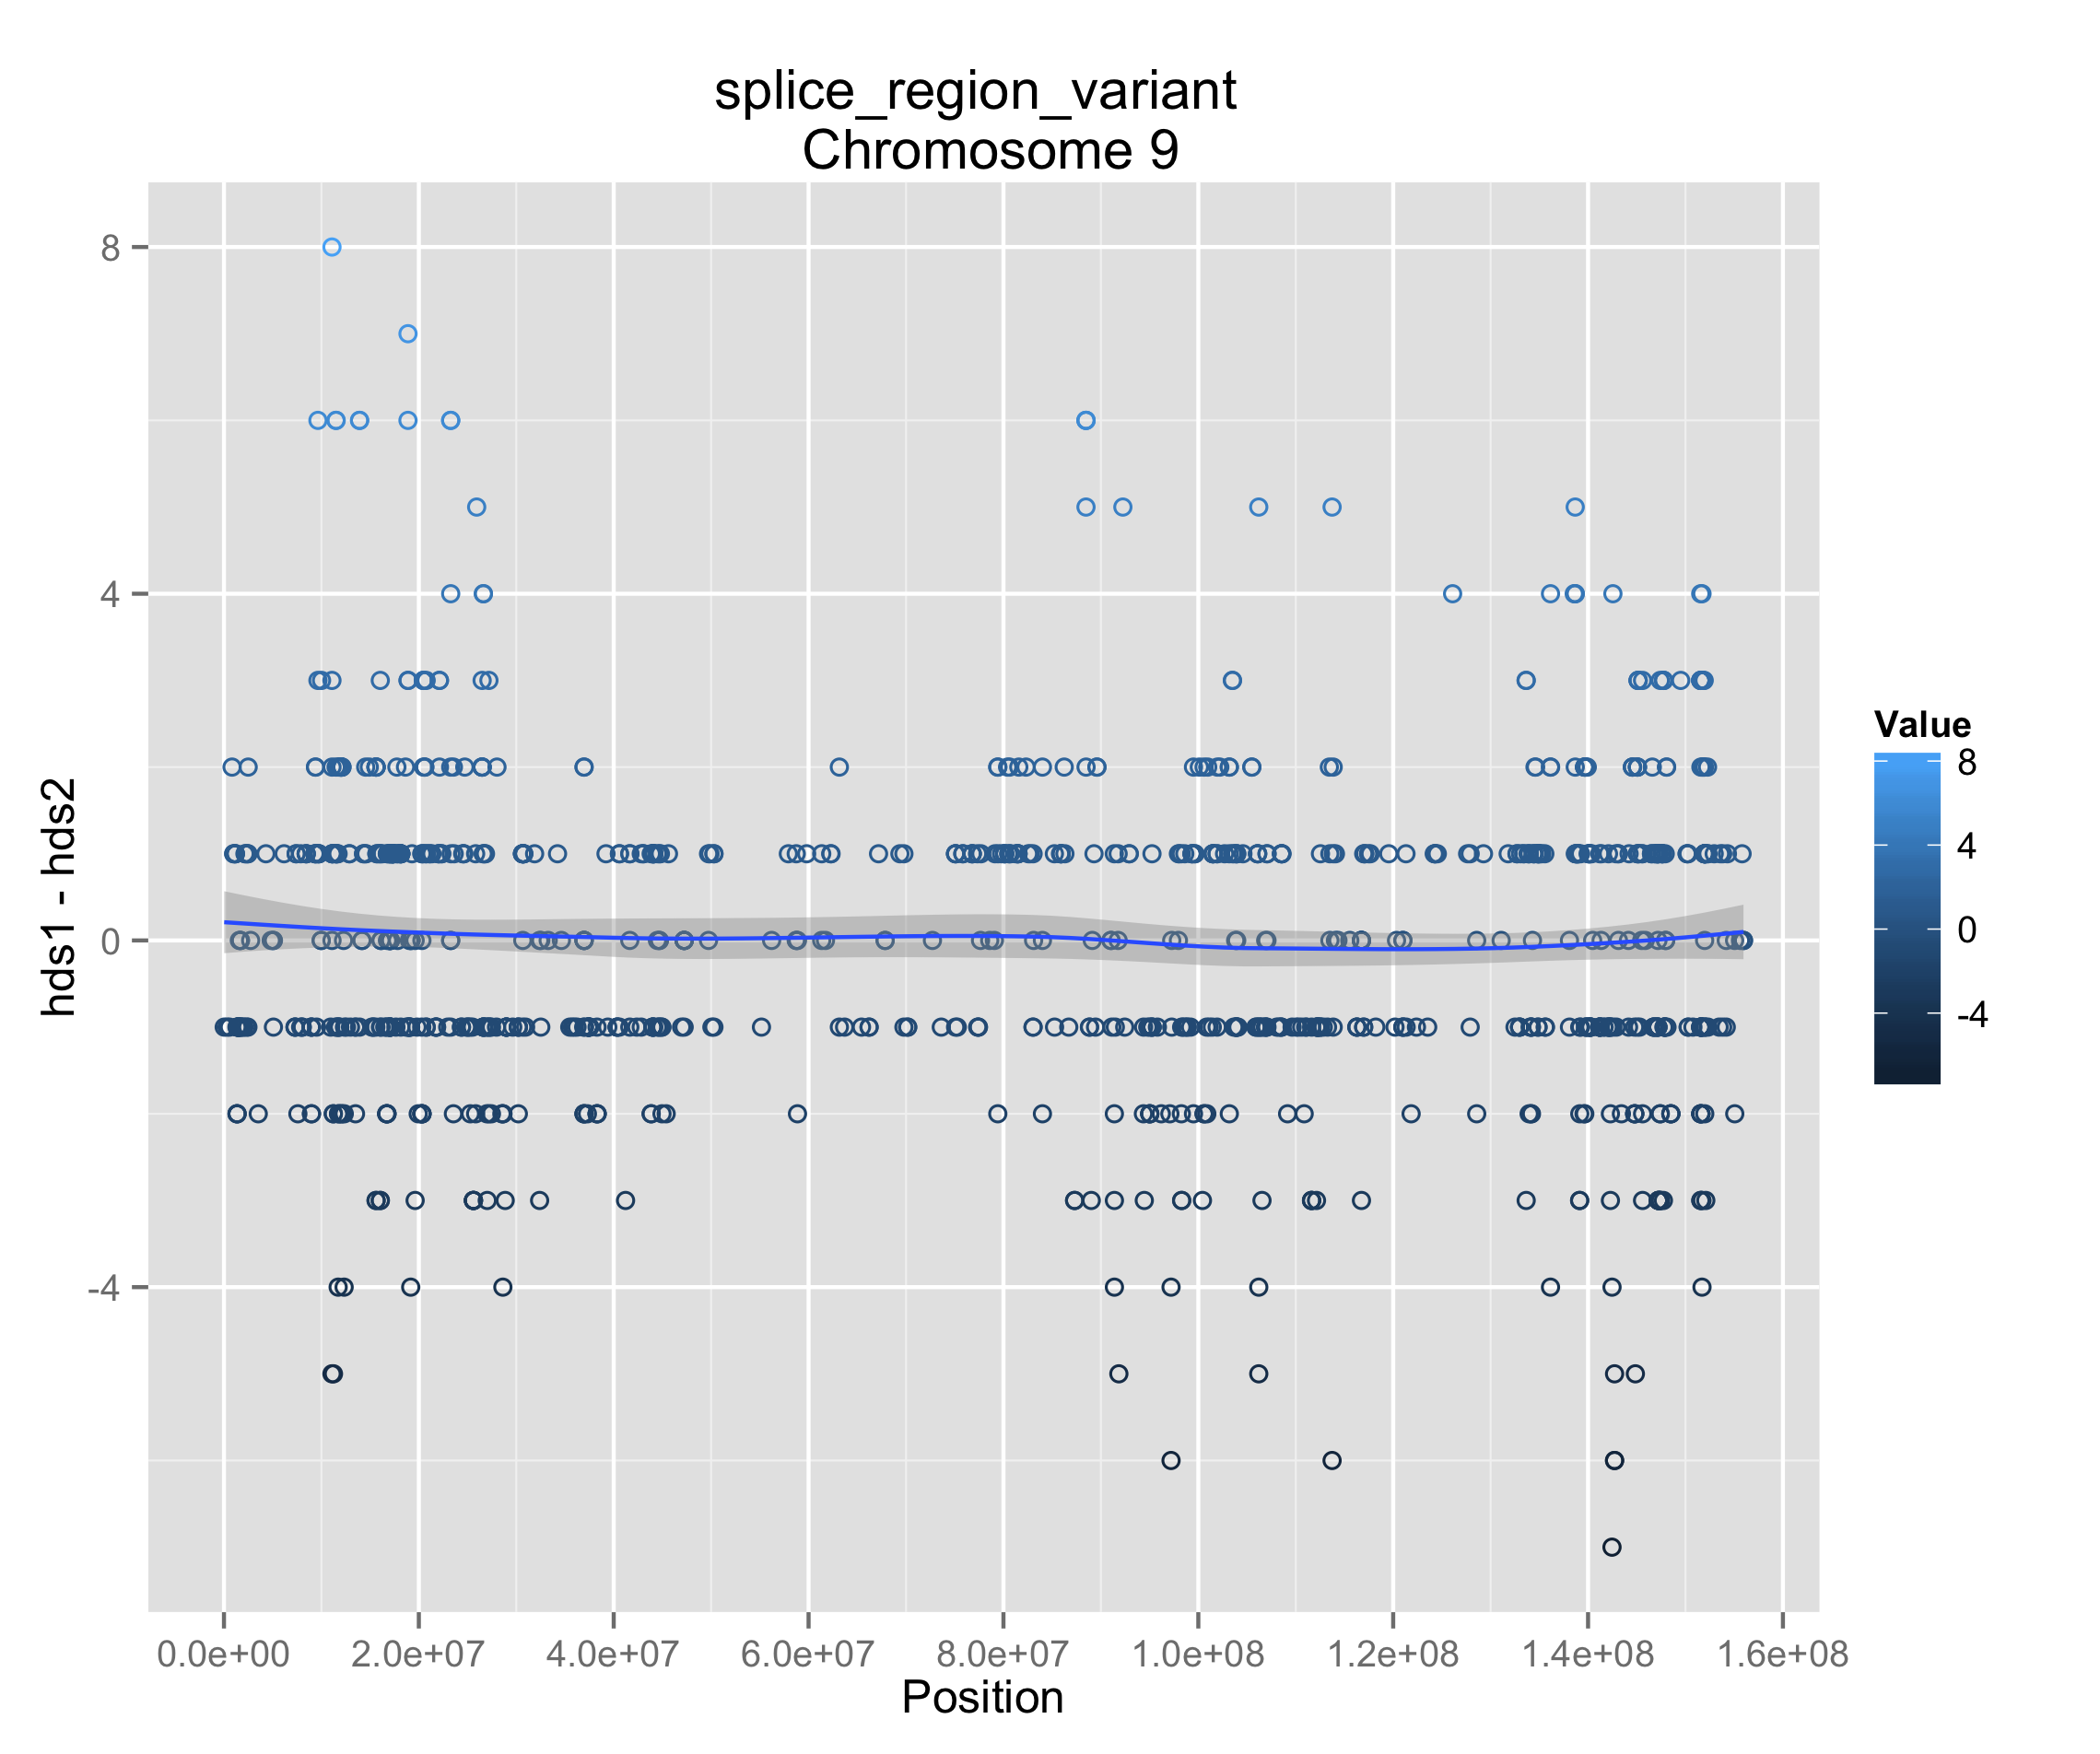 splice_region_variant
Chromosome 9
8
4
0
-4
hds1 - hds2
0.0e+00 2.0e+07 4.0e+07 6.0e+07 8.0e+07 1.0e+08 1.2e+08 1.4e+08 1.6e+08
Position
Value
8
4
0
-4